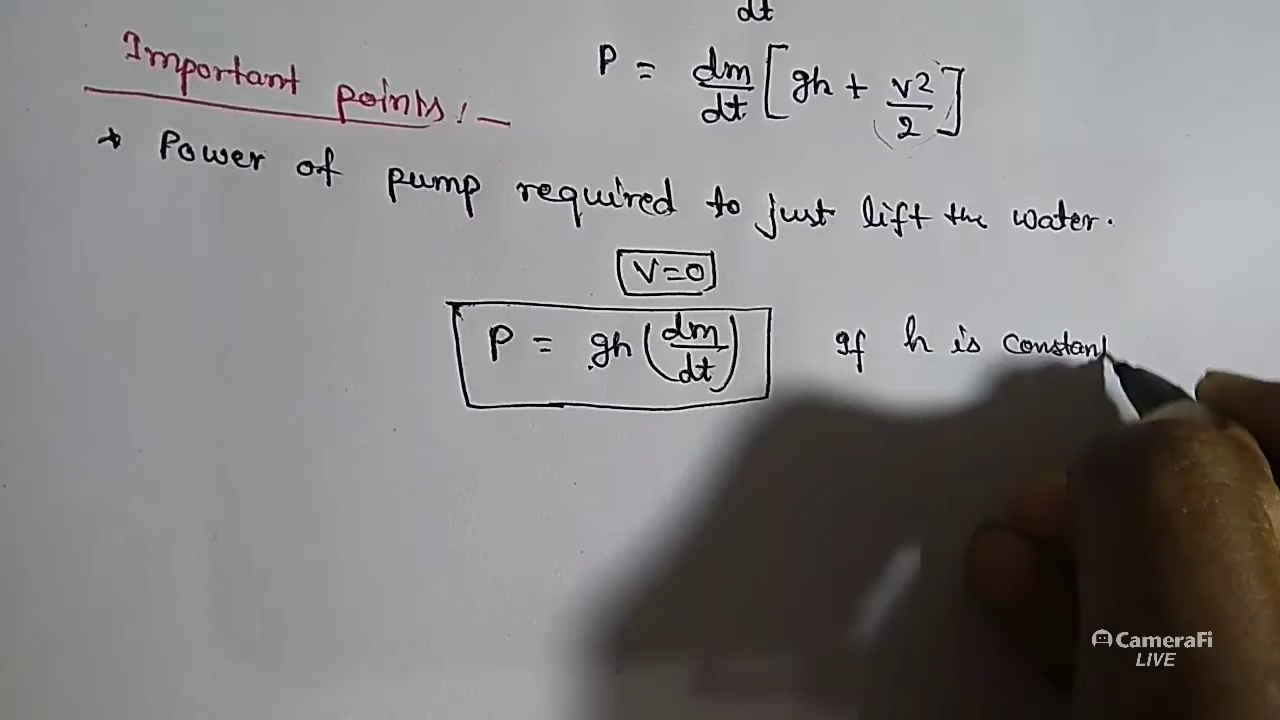 dt
P = dm/dt [gh + v2/2]
Important points:-
* Power of pump required to just lift the water.
V=0
P = gh (dm/dt) If h is constant
CameraFi
LIVE